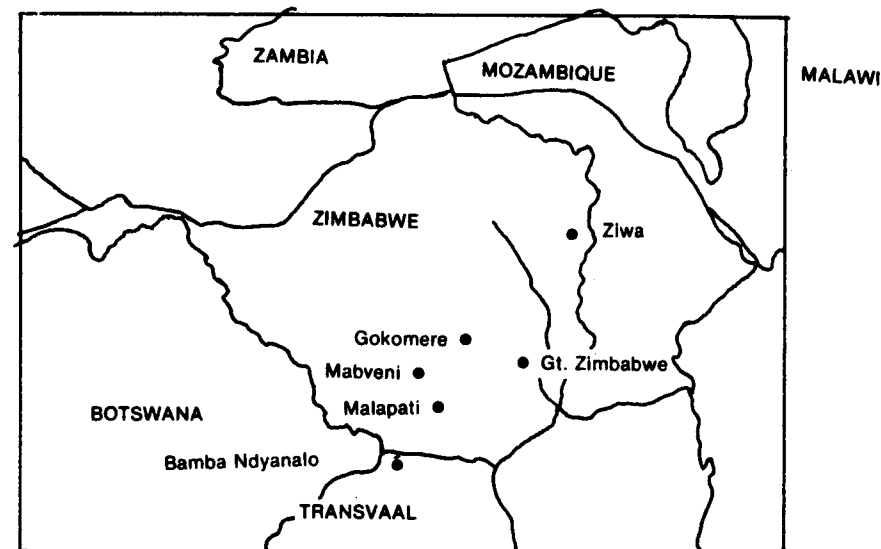 ZAMBIA
MOZAMBIQUE
MALAWI
ZIMBABWE
Ziwa
Gokomere
Gt. Zimbabwe
Mabveni
Malapati
BOTSWANA
Bamba Ndyanalo
TRANSVAAL